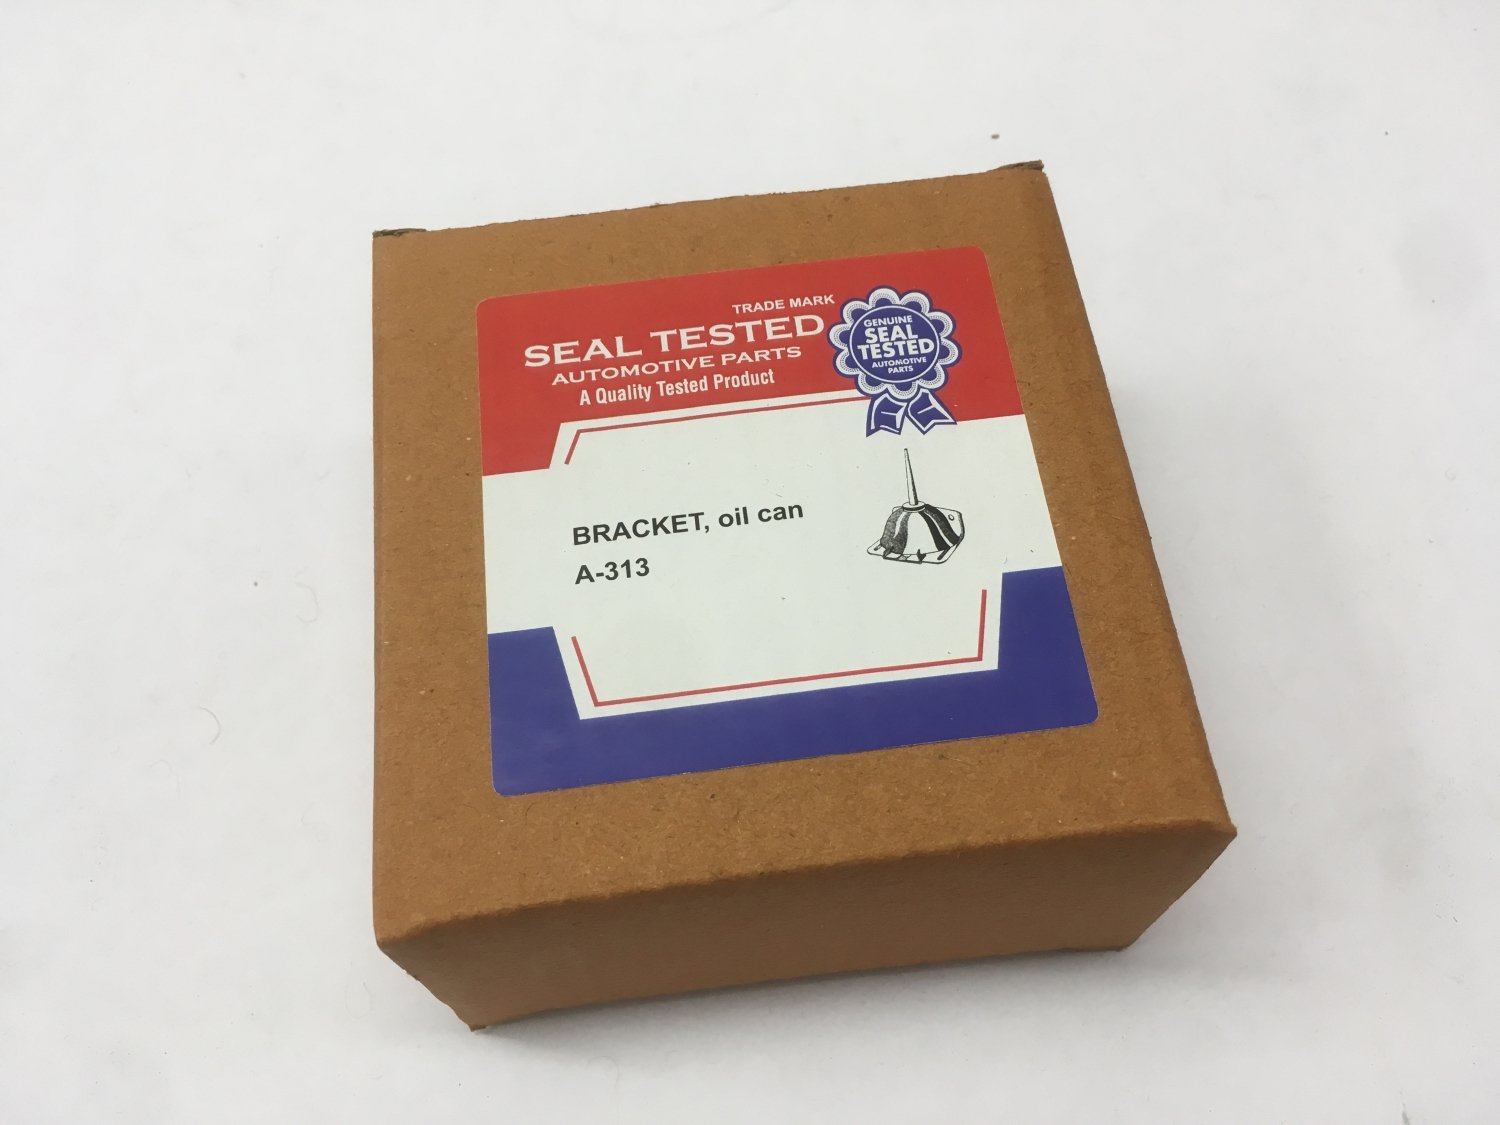 TRADE MARK
SEAL TESTED
AUTOMOTIVE PARTS
A Quality Tested Product
GENUINE
SEAL
TESTED
AUTOMOTIVE
PARTS
BRACKET, oil can
A-313